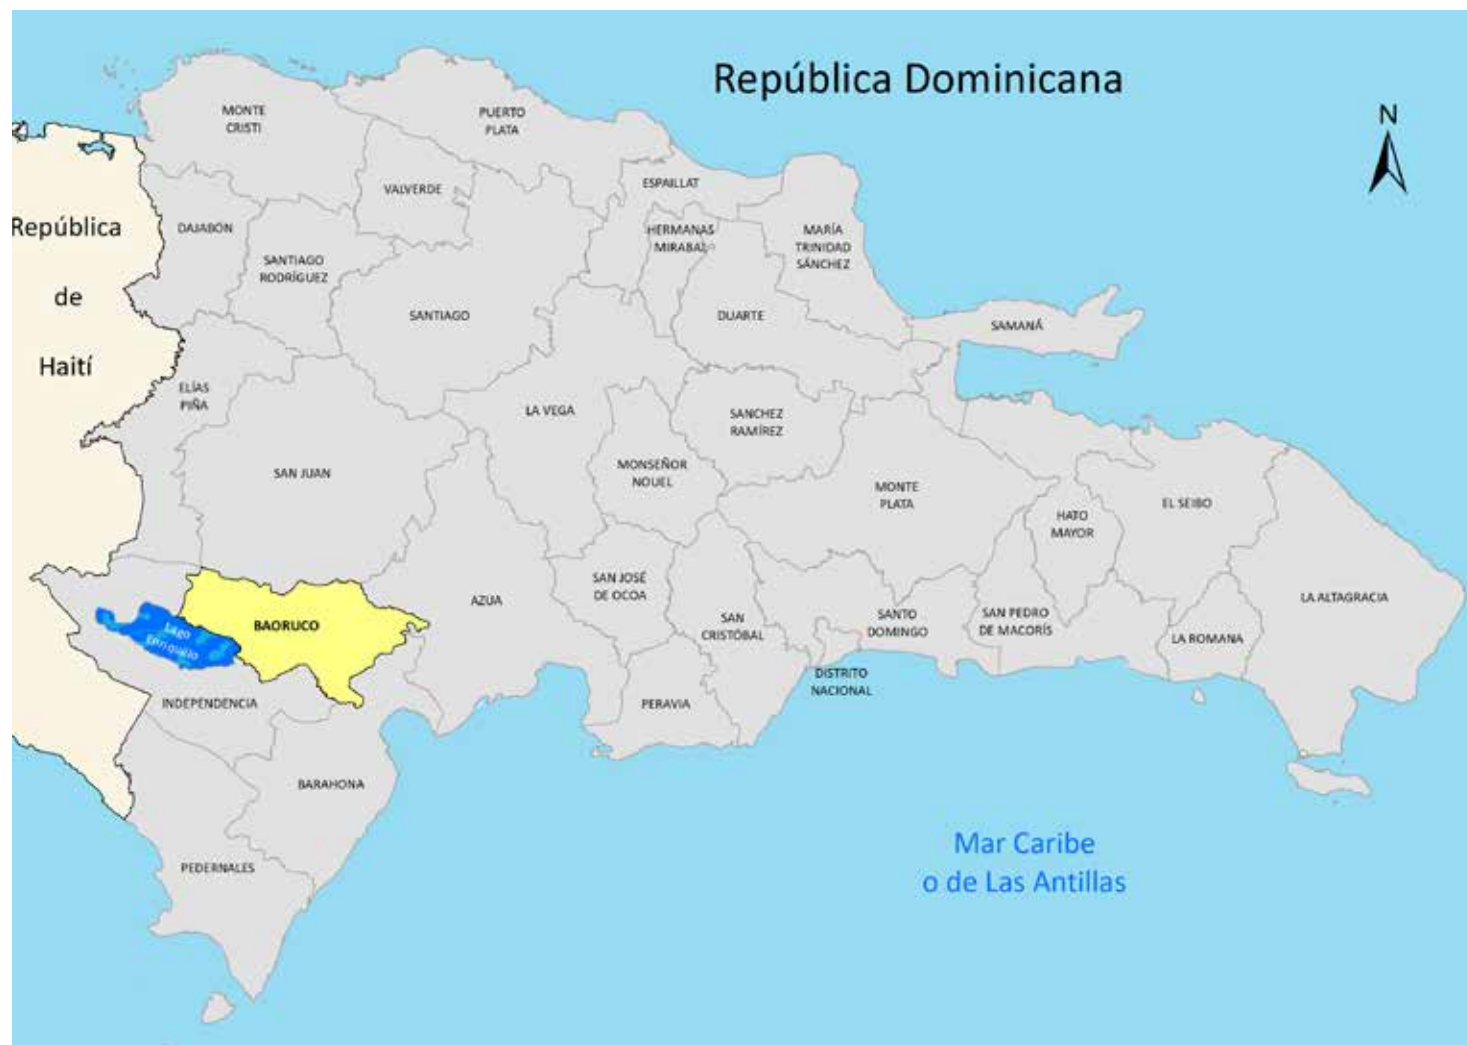 República Dominicana
N
MONTE
CRISTI
PUERTO
PLATA
ESPAILLAT
VALVERDE
República
de
Haití
DAJABÓN
SANTIAGO
RODRÍGUEZ
HERMANAS
MIRABAL
MARÍA
TRINIDAD
SÁNCHEZ
SANTIAGO
DUARTE
SAMANÁ
ELÍAS
PIÑA
LA VEGA
SANCHEZ
RAMÍREZ
SAN JUAN
MONSEÑOR
NOUEL
MONTE
PLATA
HATO
MAYOR
EL SEIBO
BAORUCO
Lago
Enriquillo
AZUA
SAN JOSÉ
DE OCOA
SAN
CRISTÓBAL
SANTO
DOMINGO
SAN PEDRO
DE MACORÍS
LA ROMANA
LA ALTAGRACIA
INDEPENDENCIA
PERAVIA
DISTRITO
NACIONAL
BARAHONA
PEDERNALES
Mar Caribe
o de Las Antillas